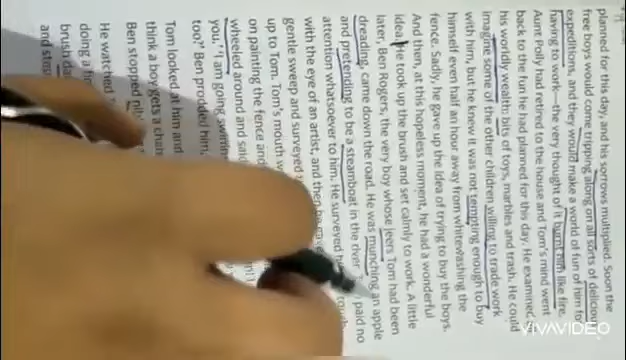 planned for this day, and his sorrows multiplied. Soon the
free boys would come tripping along on all sorts of delicious
expeditions, and they would make a world of fun of him for
having to work—the very thought of it burnt him like fire.
Aunt Polly had retired to the house and Tom's mind went
back to the fun he had planned for this day. He examined
his worldly wealth: bits of toys, marbles and trash. He could
imagine some of the other children willing to trade work
with him, but he knew it was not tempting enough to buy
himself even half an hour away from whitewashing the
fence. Sadly, he gave up the idea of trying to buy the boys.
And then, at this hopeless moment, he had a wonderful
idea. He took up the brush and set calmly to work. A little
later, Ben Rogers, the very boy whose jeers Tom had been
dreading, came down the road. He was munching an apple
and pretending to be a steamboat in the river. paid no
attention whatsoever to him. He surveyed
with the eye of an artist, and then
gentle sweep and surveyed
up to Tom. Tom's mouth
on painting the fence and
wheeled around and said
you.' 'I am going
too?' Ben prodded him.
Tom looked at him and
think a boy gets a
Ben stopped
He watched
doing a
brush
and
VIVAVIDEO